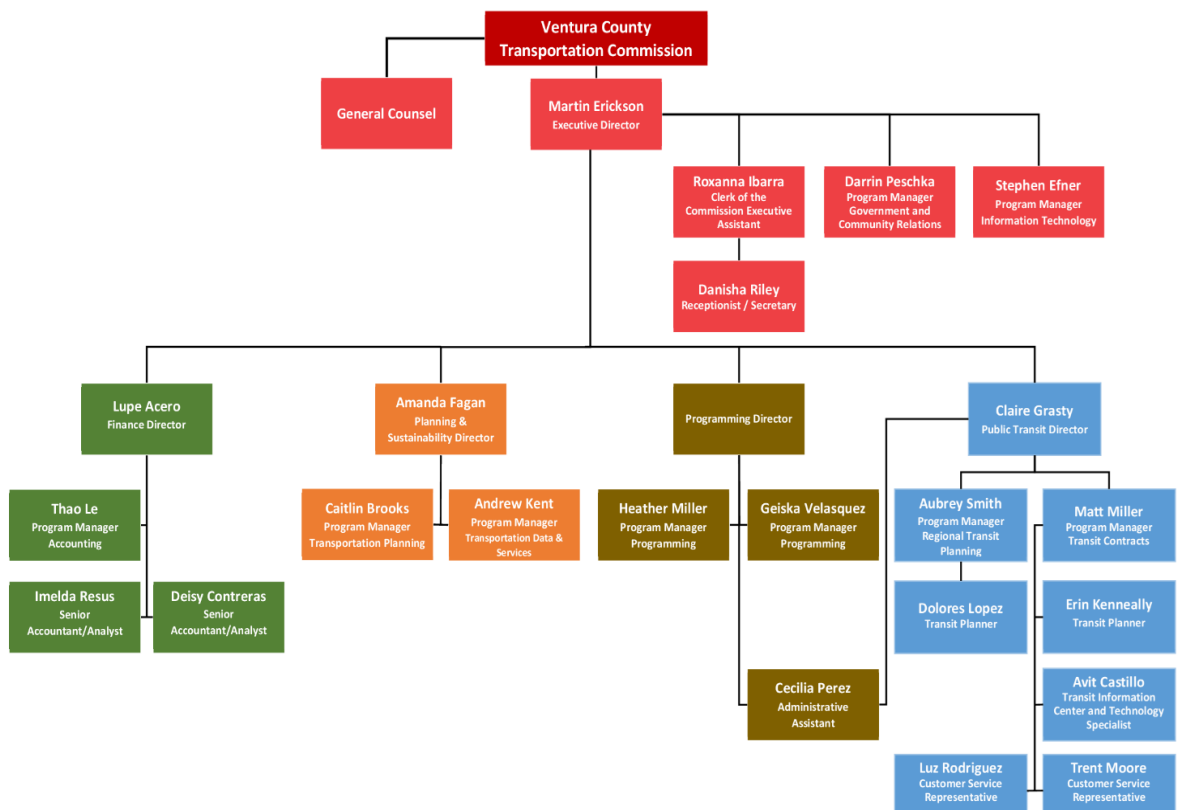 Ventura County
Transportation Commission
General Counsel
Martin Erickson
Executive Director
Roxanna Ibarra
Clerk of the
Commission Executive
Assistant
Darrin Peschka
Program Manager
Government and
Community Relations
Stephen Efner
Program Manager
Information Technology
Danisha Riley
Receptionist / Secretary
Lupe Acero
Finance Director
Amanda Fagan
Planning &
Sustainability Director
Programming Director
Claire Grasty
Public Transit Director
Thao Le
Program Manager
Accounting
Caitlin Brooks
Program Manager
Transportation Planning
Andrew Kent
Program Manager
Transportation Data &
Services
Heather Miller
Program Manager
Programming
Geiska Velasquez
Program Manager
Programming
Aubrey Smith
Program Manager
Regional Transit
Planning
Matt Miller
Program Manager
Transit Contracts
Imelda Resus
Senior
Accountant/Analyst
Deisy Contreras
Senior
Accountant/Analyst
Dolores Lopez
Transit Planner
Erin Kenneally
Transit Planner
Cecilia Perez
Administrative
Assistant
Avit Castillo
Transit Information
Center and Technology
Specialist
Luz Rodriguez
Customer Service
Representative
Trent Moore
Customer Service
Representative